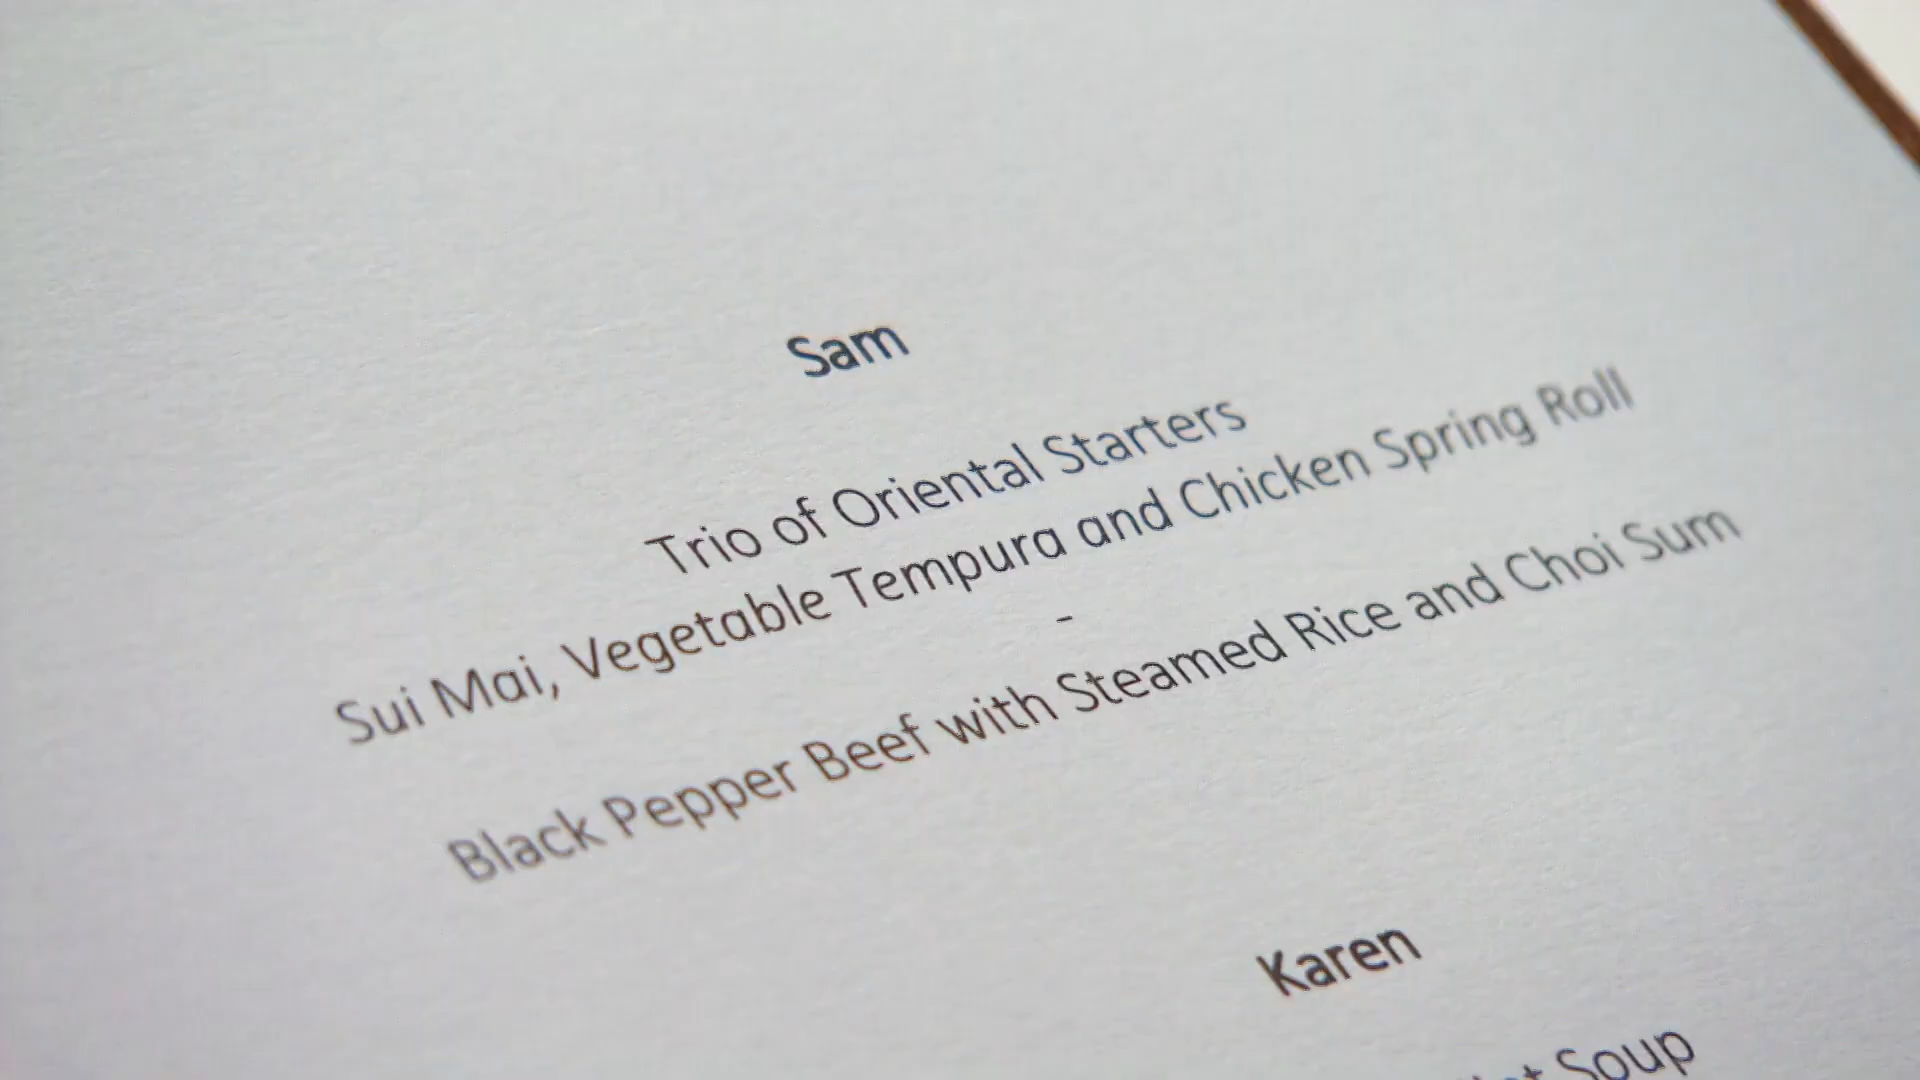 Sam
Trio of Oriental Starters
Sui Mai, Vegetable Tempura and Chicken Spring Roll
-
Black Pepper Beef with Steamed Rice and Choi Sum
Karen
Soup